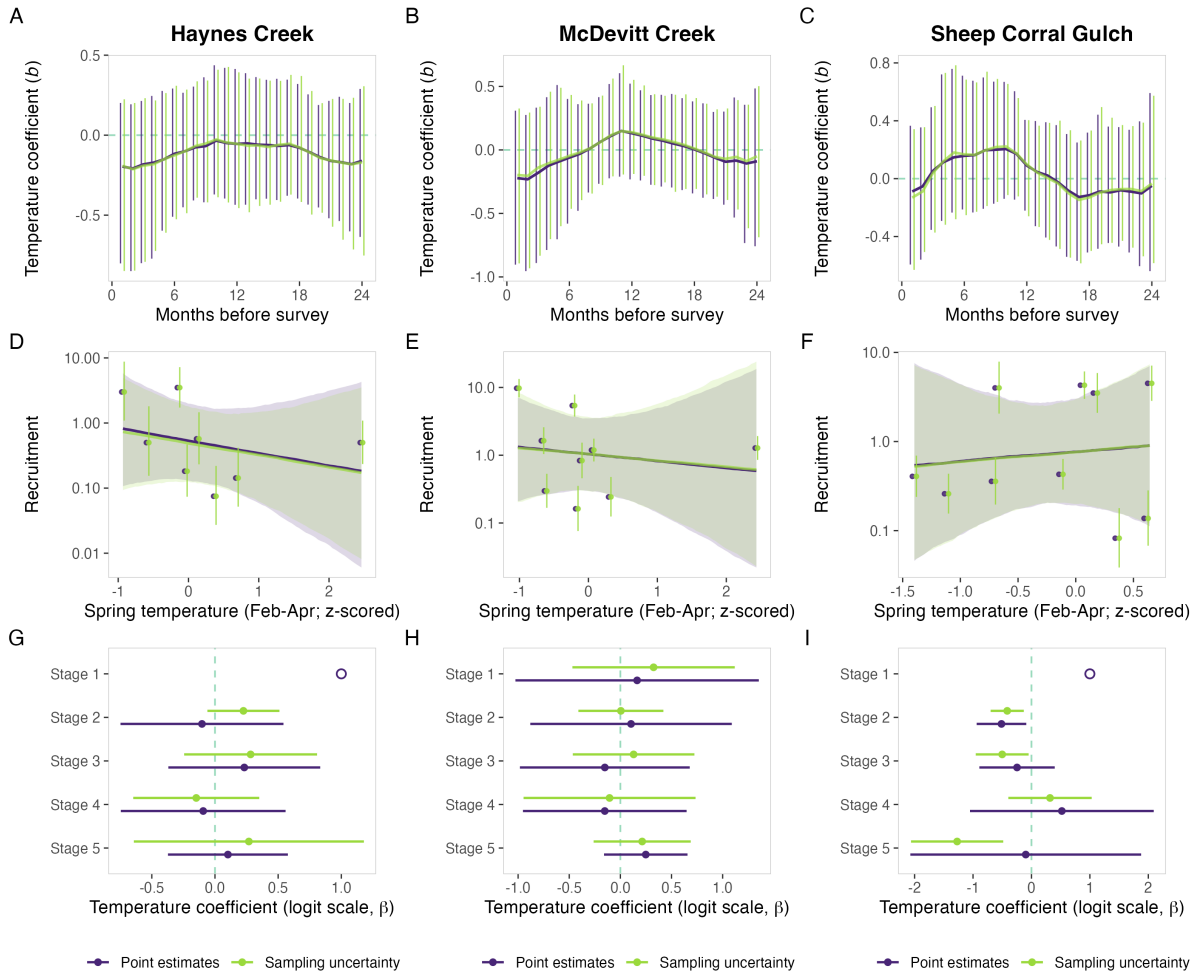 A
B
C
Haynes Creek
McDevitt Creek
Sheep Corral Gulch
Temperature coefficient (b)
0.5
0.0
-0.5
0 6 12 18 24
Months before survey
Temperature coefficient (b)
0.5
0.0
-0.5
-1.0
0 6 12 18 24
Months before survey
Temperature coefficient (b)
0.8
0.4
0.0
-0.4
0 6 12 18 24
Months before survey
D
E
F
Recruitment
10.00
1.00
0.10
0.01
-1 0 1 2
Spring temperature (Feb-Apr; z-scored)
Recruitment
10.0
1.0
0.1
-1 0 1 2
Spring temperature (Feb-Apr; z-scored)
Recruitment
10.0
1.0
0.1
-1.5 -1.0 -0.5 0.0 0.5
Spring temperature (Feb-Apr; z-scored)
G
H
I
Stage 1
Stage 2
Stage 3
Stage 4
Stage 5
-0.5 0.0 0.5 1.0
Temperature coefficient (logit scale, β)
Stage 1
Stage 2
Stage 3
Stage 4
Stage 5
-1.0 -0.5 0.0 0.5 1.0
Temperature coefficient (logit scale, β)
Stage 1
Stage 2
Stage 3
Stage 4
Stage 5
-2 -1 0 1 2
Temperature coefficient (logit scale, β)
Point estimates Sampling uncertainty
Point estimates Sampling uncertainty
Point estimates Sampling uncertainty